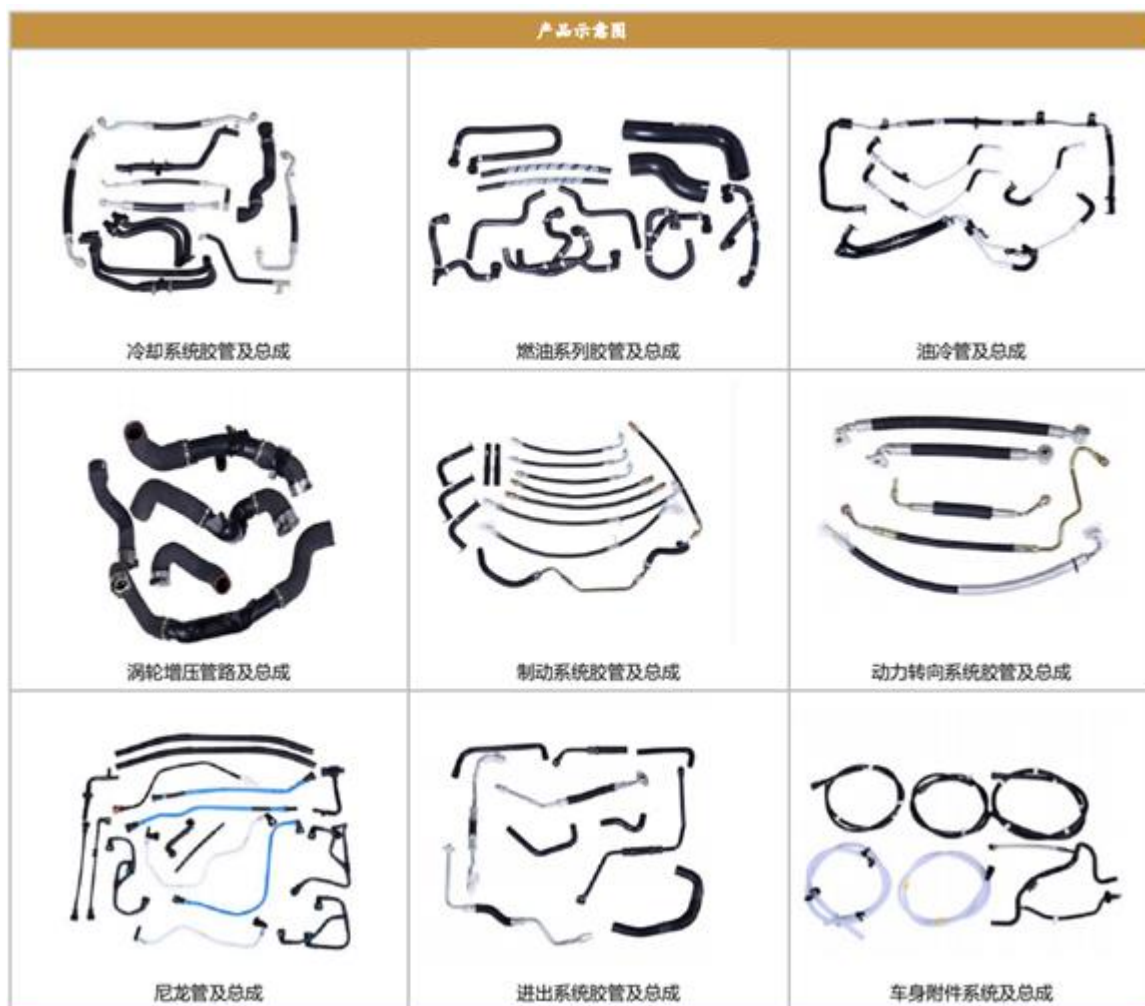 产品示意图
冷却系统胶管及总成
燃油系列胶管及总成
油冷管及总成
涡轮增压管路及总成
制动系统胶管及总成
动力转向系统胶管及总成
尼龙管及总成
进出系统胶管及总成
车身附件系统及总成